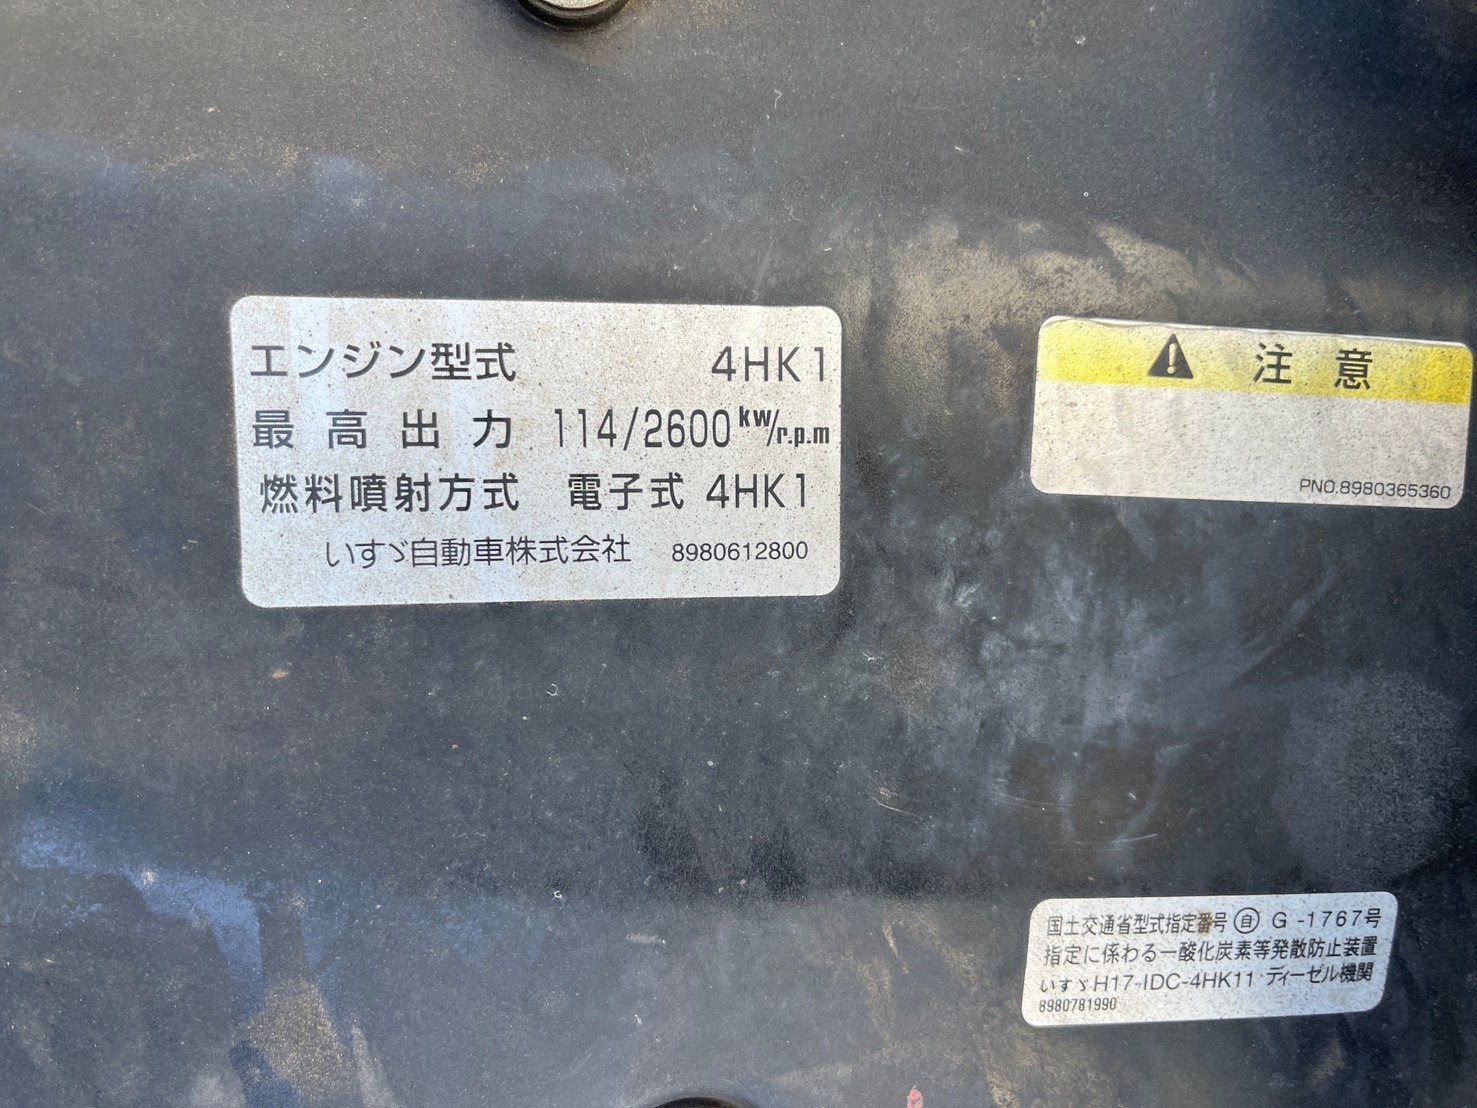 エンジン型式 4HK1
最高出力 114/2600kW/r.p.m
燃料噴射方式 電子式 4HK1
いすゞ自動車株式会社 8980612800
注意
PNO.8980365360
国土交通省型式指定番号 ㊀ G -1767号
指定に係わる一酸化炭素等発散防止装置
いすゞH17-IDC-4HK11 ディーゼル機関
8980781990